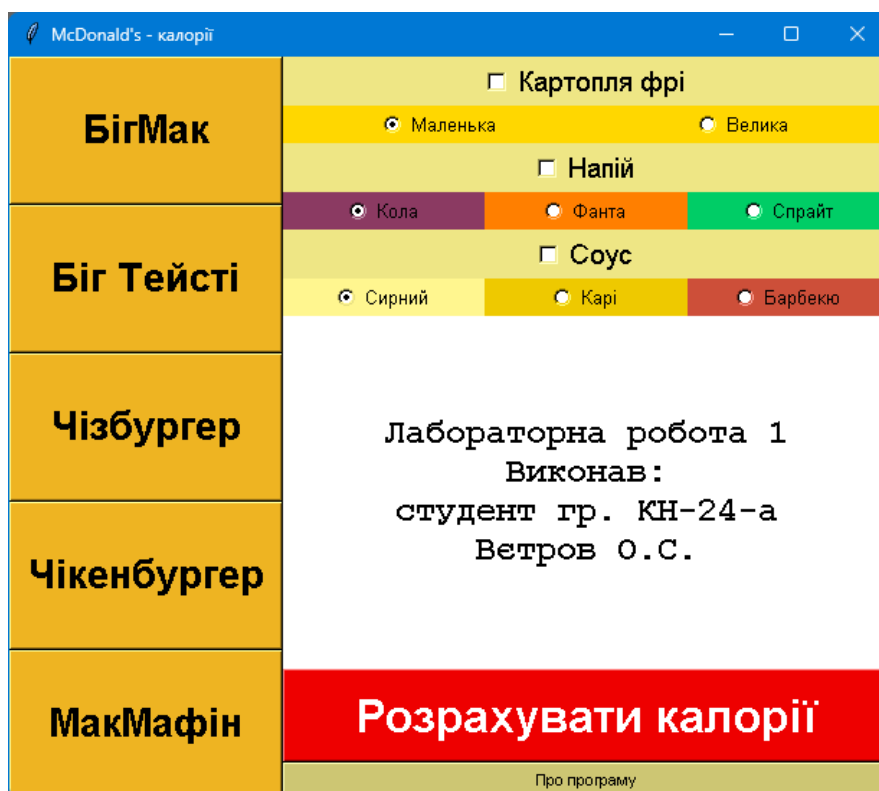 McDonald's - калорії
БігМак
Біг Тейсті
Чізбургер
Чікенбургер
МакМафін
Картопля фрі
Маленька Велика
Напій
Кола Фанта Спрайт
Соус
Сирний Карі Барбекю
Лабораторна робота 1
Виконав:
студент гр. КН-24-а
Вєтров О.С.
Розрахувати калорії
Про програму